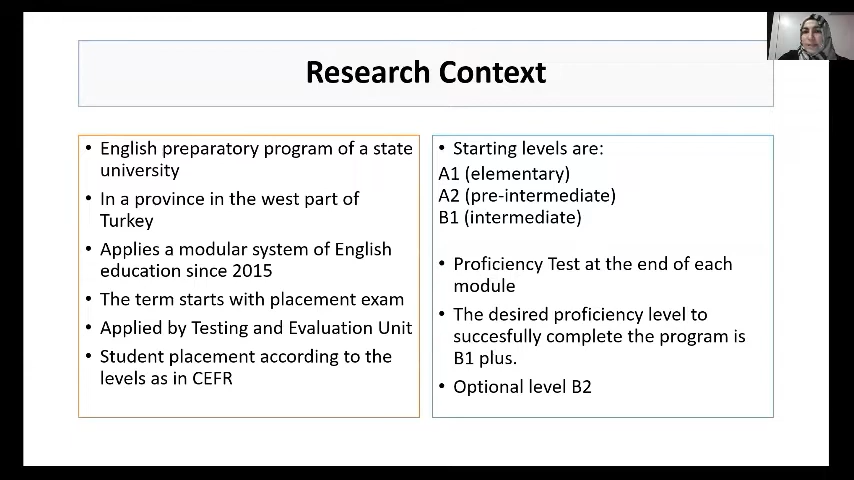 Research Context
• English preparatory program of a state
university
• In a province in the west part of
Turkey
• Applies a modular system of English
education since 2015
• The term starts with placement exam
• Applied by Testing and Evaluation Unit
• Student placement according to the
levels as in CEFR
• Starting levels are:
A1 (elementary)
A2 (pre-intermediate)
B1 (intermediate)
• Proficiency Test at the end of each
module
• The desired proficiency level to
succesfully complete the program is
B1 plus.
• Optional level B2